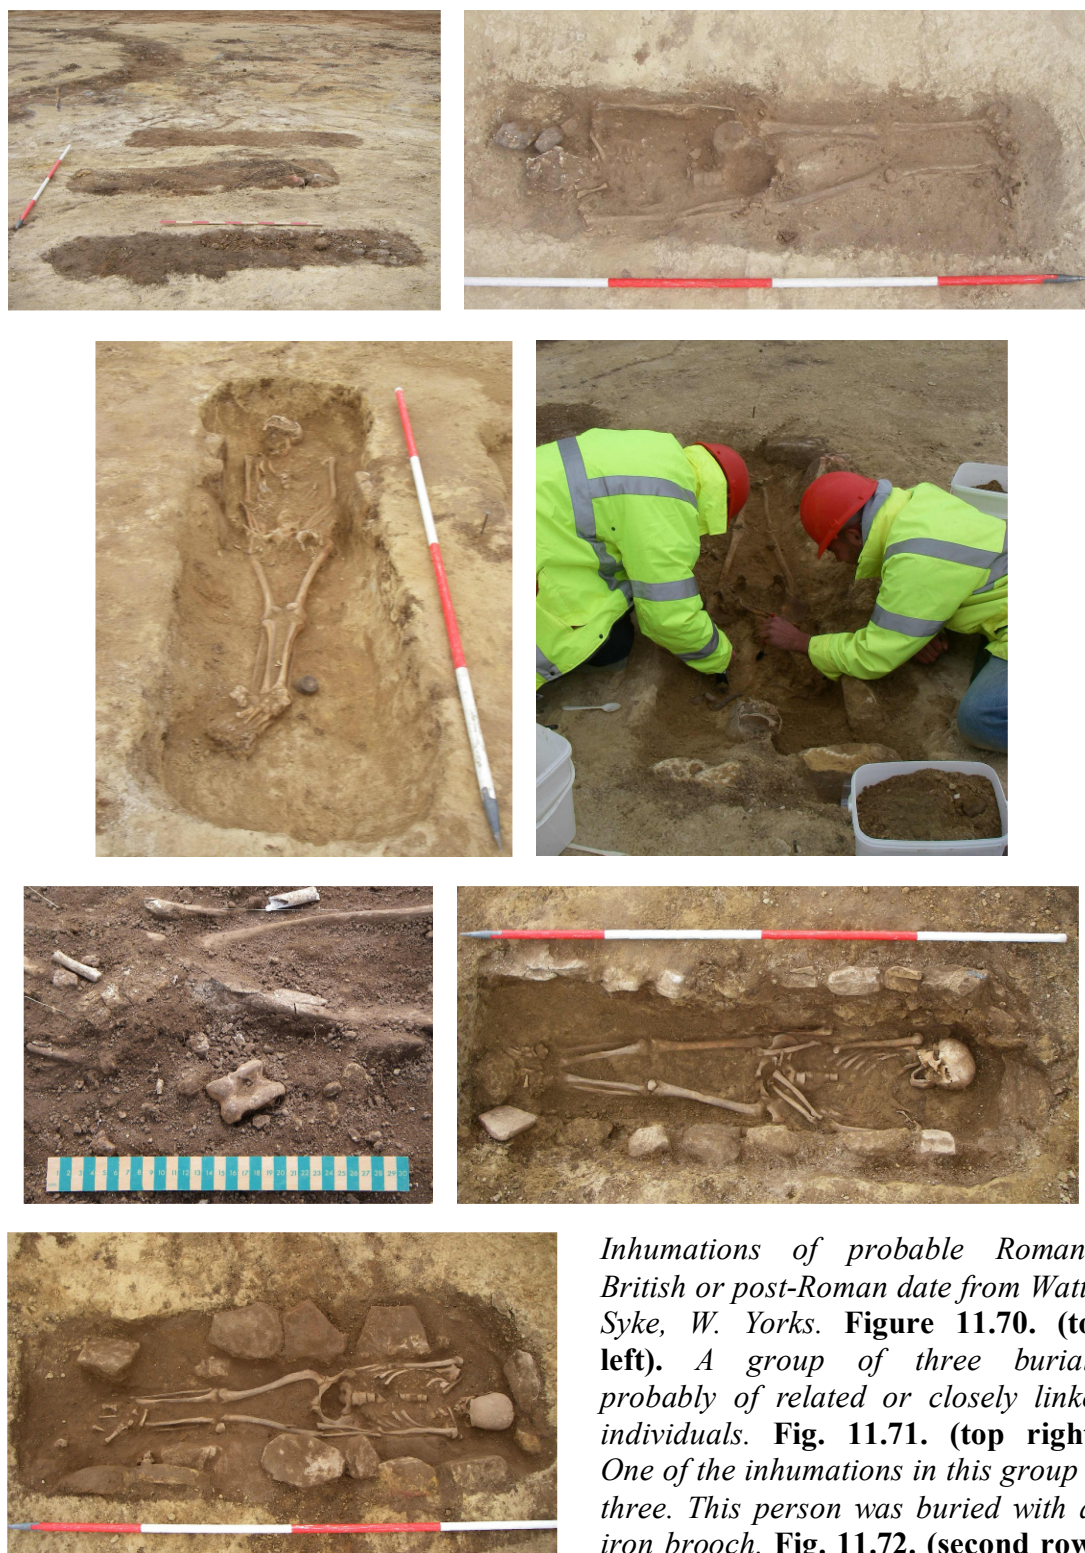 Inhumations of probable Roman
British or post-Roman date from Watt
Syke, W. Yorks. Figure 11.70. (to
left). A group of three burial
probably of related or closely linke
individuals. Fig. 11.71. (top right
One of the inhumations in this group
three. This person was buried with a
iron brooch. Fig. 11.72. (second row